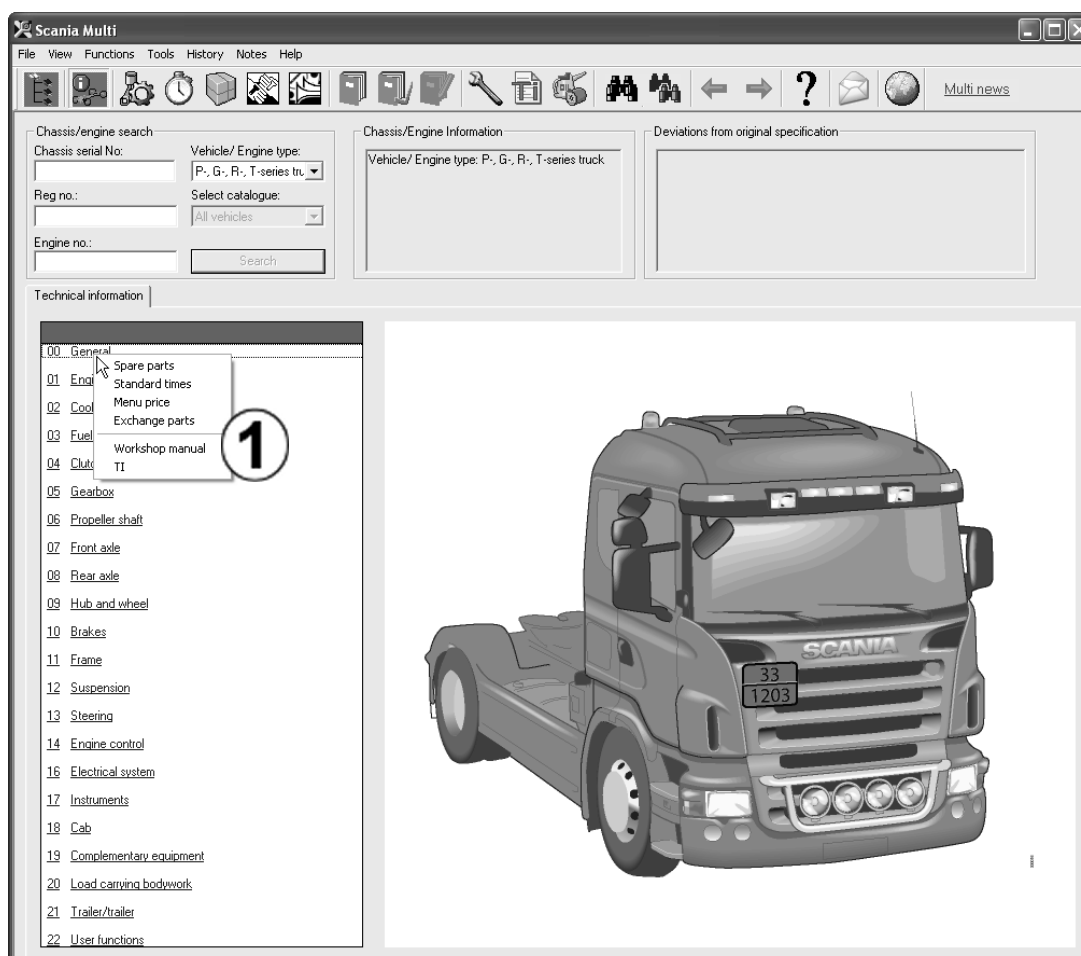 Scania Multi
File View Functions Tools History Notes Help
Multi news
Chassis/engine search
Chassis serial No:
Vehicle/ Engine type:
P-, G-, R-, T-series tru
Reg no.:
Select catalogue:
All vehicles
Engine no.:
Search
Chassis/Engine Information
Vehicle/ Engine type: P-, G-, R-, T-series truck
Deviations from original specification
Technical information
00 General
Spare parts
Standard times
Menu price
Exchange parts
Workshop manual
TI
1
01 Engi
02 Cool
03 Fuel
04 Clutc
05 Gearbox
06 Propeller shaft
07 Front axle
08 Rear axle
09 Hub and wheel
10 Brakes
11 Frame
12 Suspension
13 Steering
14 Engine control
16 Electrical system
17 Instruments
18 Cab
19 Complementary equipment
20 Load carrying bodywork
21 Trailer/trailer
22 User functions
SCANIA
33
1203